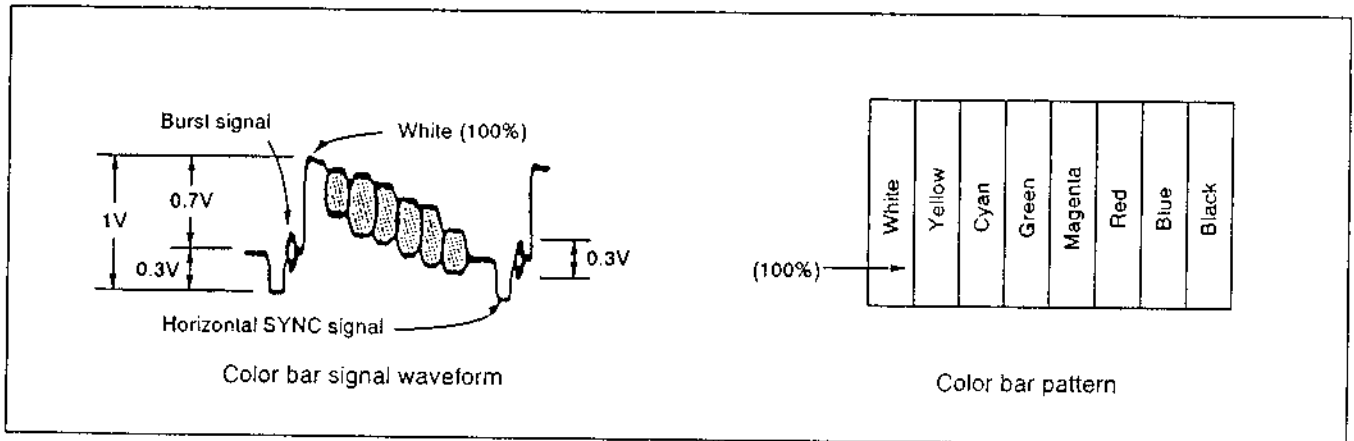 Burst signal
White (100%)
1V
0.7V
0.3V
0.3V
Horizontal SYNC signal
Color bar signal waveform
White
Yellow
Cyan
Green
Magenta
Red
Blue
Black
(100%)
Color bar pattern